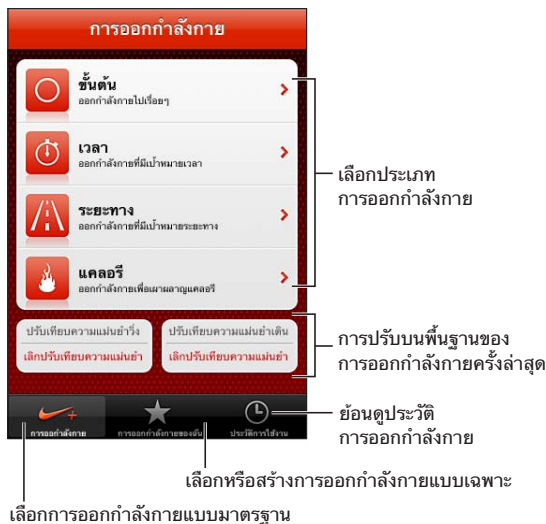 การออกกำลังกาย
ขั้นต้น
ออกกำลังกายไปเรื่อยๆ
เวลา
ออกกำลังกายที่มีเป้าหมายเวลา
ระยะทาง
ออกกำลังกายที่มีเป้าหมายระยะทาง
แคลอรี
ออกกำลังกายเพื่อเผาผลาญแคลอรี
เลือกประเภท
การออกกำลังกาย
ปรับเทียบความแม่นยำวิ่ง
เลิกปรับเทียบความแม่นยำ
ปรับเทียบความแม่นยำเดิน
เลิกปรับเทียบความแม่นยำ
การปรับบนพื้นฐานของ
การออกกำลังกายครั้งล่าสุด
การออกกำลังกาย
การออกกำลังกายของฉัน
ประวัติการใช้งาน
ย้อนดูประวัติ
การออกกำลังกาย
เลือกหรือสร้างการออกกำลังกายแบบเฉพาะ
เลือกการออกกำลังกายแบบมาตรฐาน